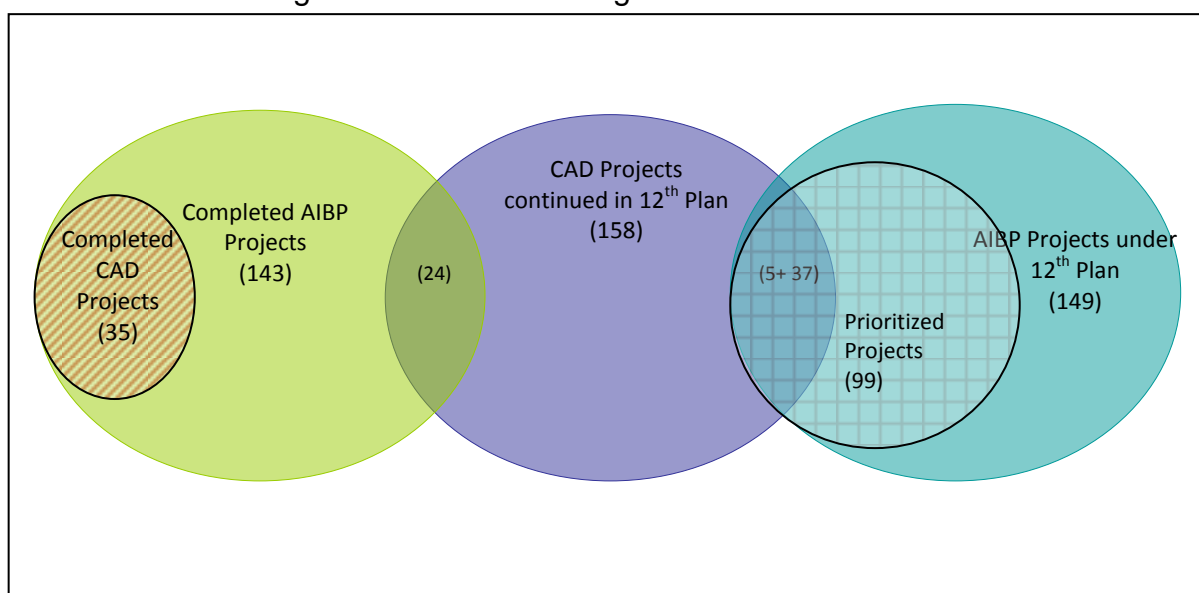 Completed
CAD
Projects
(35)
Completed AIBP
Projects
(143)
(24)
CAD Projects
continued in 12th Plan
(158)
(5+ 37)
Prioritized
Projects
(99)
AIBP Projects under
12th Plan
(149)